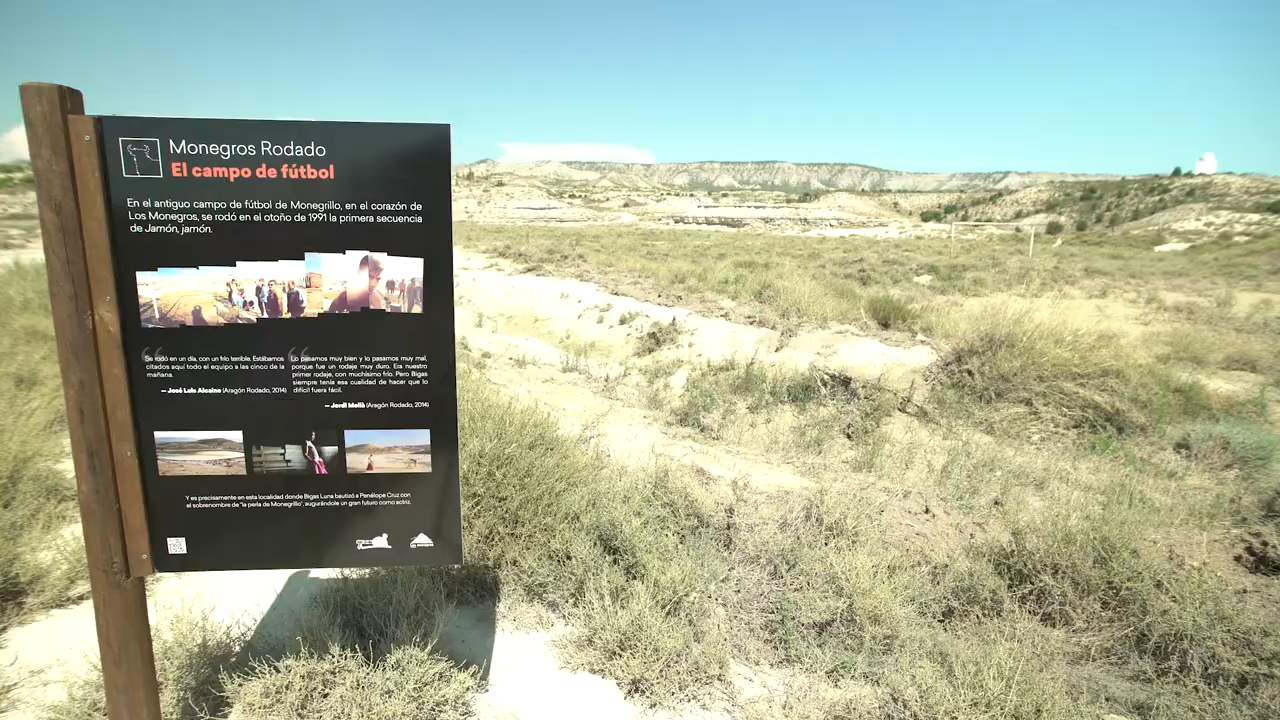 Monegros Rodado
El campo de fútbol
En el antiguo campo de fútbol de Monegrillo, en el corazón de
Los Monegros, se rodó en el otoño de 1991 la primera secuencia
de Jamón, jamón.
Se rodó en un día, con un frío terrible. Estábamos
citados aquí todo el equipo a las cinco de la
mañana.
— José Luis Alcaine (Aragón Rodado, 2014)
Lo pasamos muy bien y lo pasamos muy mal,
porque fue un rodaje muy duro. Era nuestro
primer rodaje, con muchísimo frío. Pero Bigas
siempre tenía esa cualidad de hacer que lo
difícil fuera fácil.
— Jordi Mollà (Aragón Rodado, 2014)
Y es precisamente en esta localidad donde Bigas Luna bautizó a Penélope Cruz con
el sobrenombre de "la perla de Monegrillo", augurándole un gran futuro como actriz.